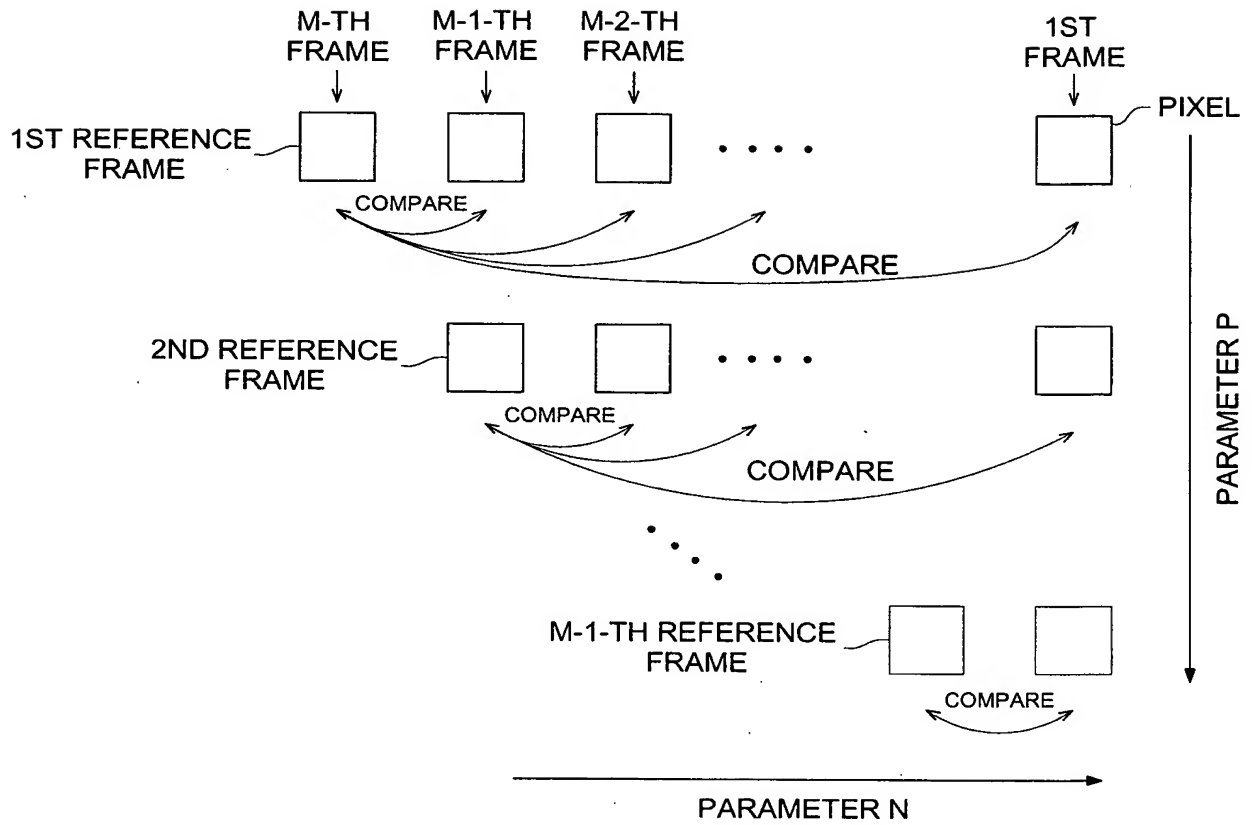 M-TH
FRAME
M-1-TH
FRAME
M-2-TH
FRAME
1ST
FRAME
PIXEL
1ST REFERENCE
FRAME
COMPARE
COMPARE
2ND REFERENCE
FRAME
COMPARE
COMPARE
PARAMETER P
M-1-TH REFERENCE
FRAME
COMPARE
PARAMETER N